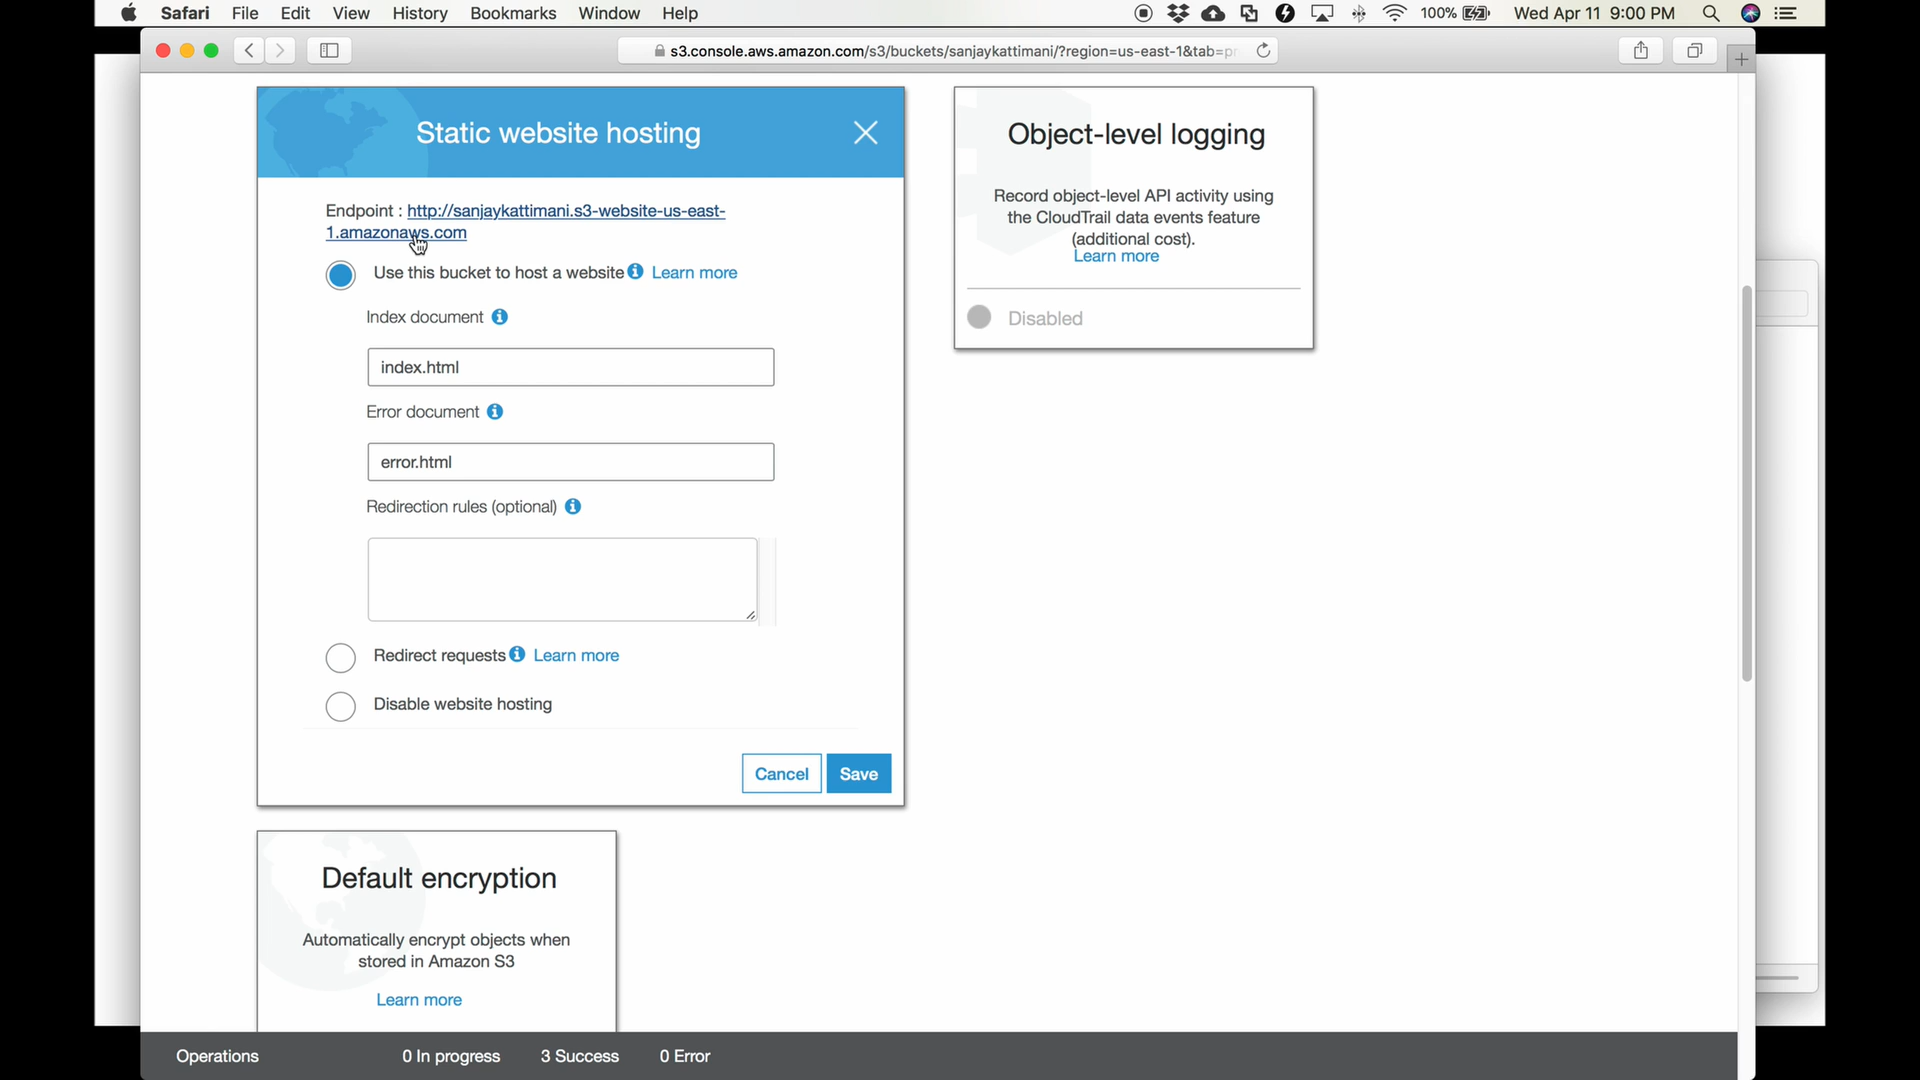 Safari File Edit View History Bookmarks Window Help 100% Wed Apr 11 9:00 PM
s3.console.aws.amazon.com/s3/buckets/sanjaykattimani/?region=us-east-1&tab=pr
Static website hosting
Endpoint : http://sanjaykattimani.s3-website-us-east-
1.amazonaws.com
Use this bucket to host a website Learn more
Index document
index.html
Error document
error.html
Redirection rules (optional)
Redirect requests Learn more
Disable website hosting
Cancel Save
Object-level logging
Record object-level API activity using
the CloudTrail data events feature
(additional cost).
Learn more
Disabled
Default encryption
Automatically encrypt objects when
stored in Amazon S3
Learn more
Operations 0 In progress 3 Success 0 Error